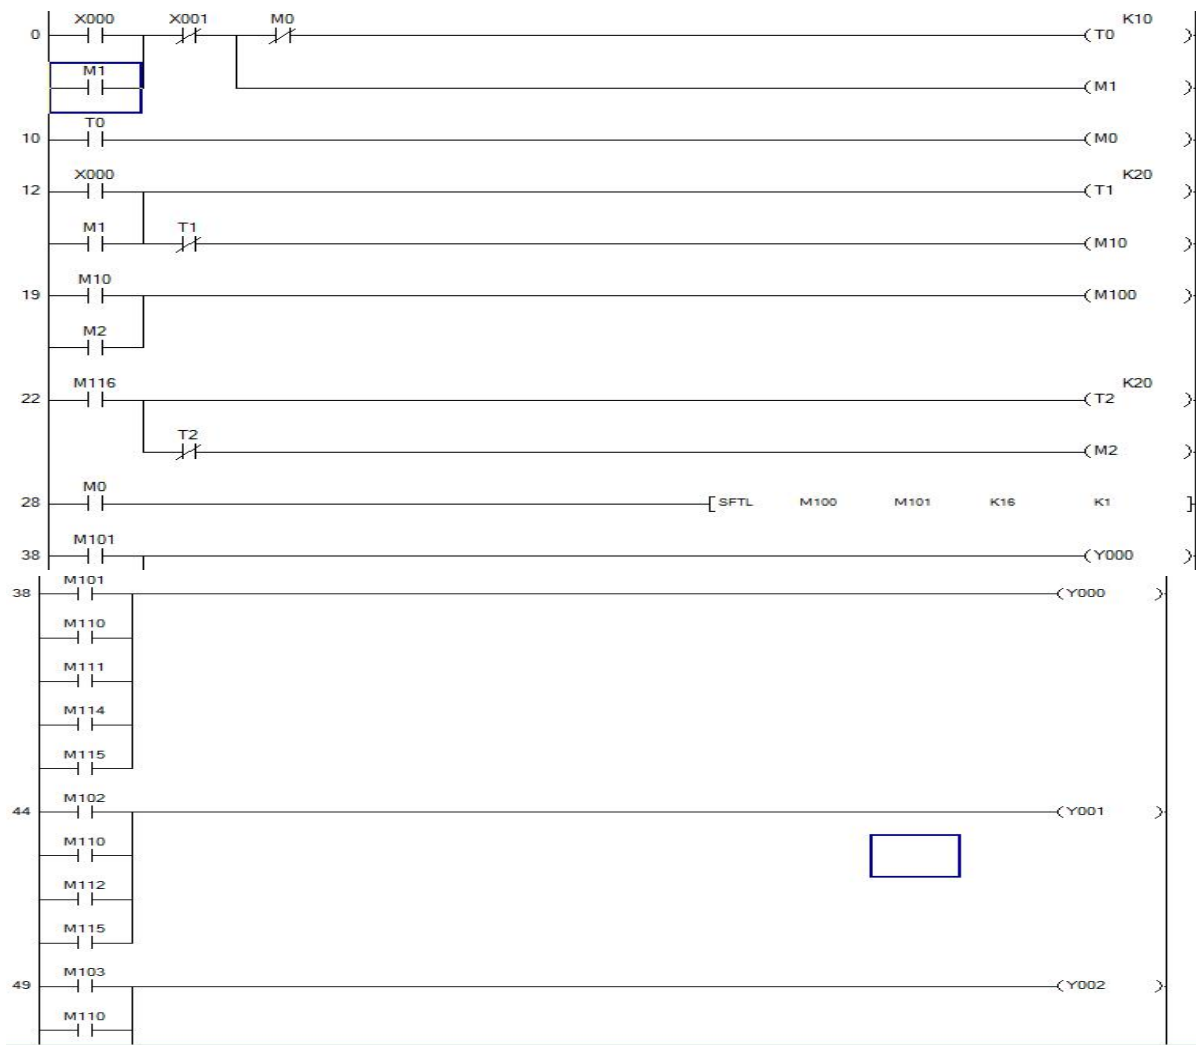 X000 X001 M0 K10
0 T0
M1
M1
T0
10 M0
X000 K20
12 T1
M1 T1
M10
M10
19 M100
M2
M116 K20
22 T2
T2
M2
M0
28 SFTL M100 M101 K16 K1
M101
38 Y000
M101
38 Y000
M110
M111
M114
M115
M102
44 Y001
M110
M112
M115
M103
49 Y002
M110